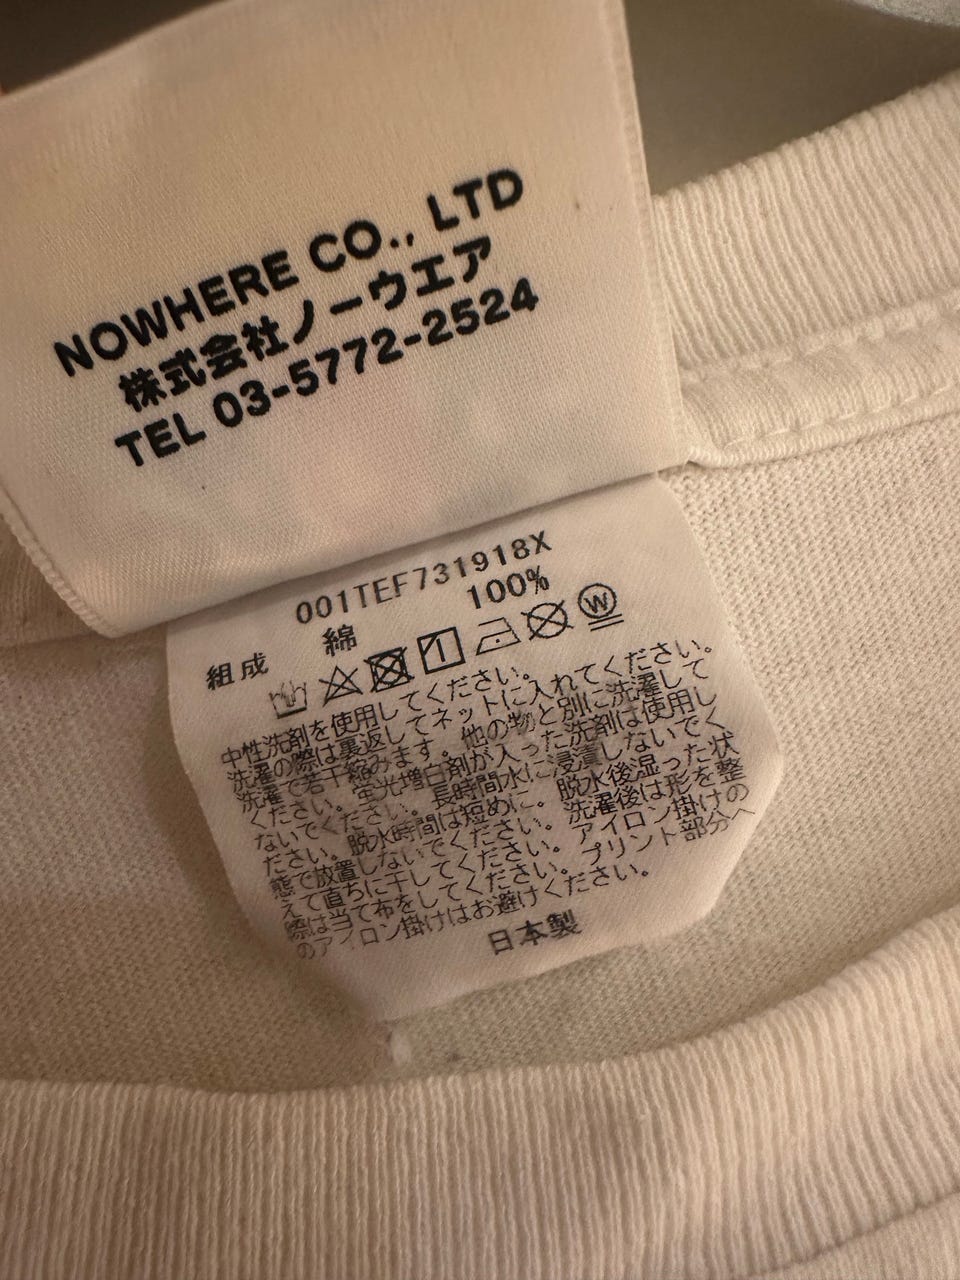 NOWHERE CO., LTD
株式会社ノーウエア
TEL 03-5772-2524
001TEF731918X
組成 綿 100%
中性洗剤を使用してください。
洗濯の際は裏返してネットに入れてください。
洗濯で若干縮みます。他の物と別に洗濯して
ください。蛍光増白剤が入った洗剤は使用し
ないでください。長時間水に浸漬しないでく
ださい。脱水時間は短めに。脱水後湿った状
態で放置しないでください。洗濯後は形を整
えて直ちに干してください。アイロン掛けの
際は当て布をしてください。プリント部分へ
のアイロン掛けはお避けください。
日本製